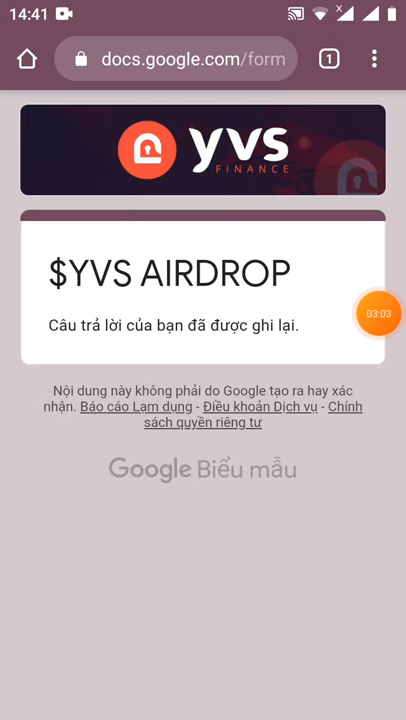 14:41
docs.google.com/form
1
yvs
FINANCE
$YVS AIRDROP
Câu trả lời của bạn đã được ghi lại.
03:03
Nội dung này không phải do Google tạo ra hay xác
nhận. Báo cáo Lạm dụng - Điều khoản Dịch vụ - Chính
sách quyền riêng tư
Google Biểu mẫu